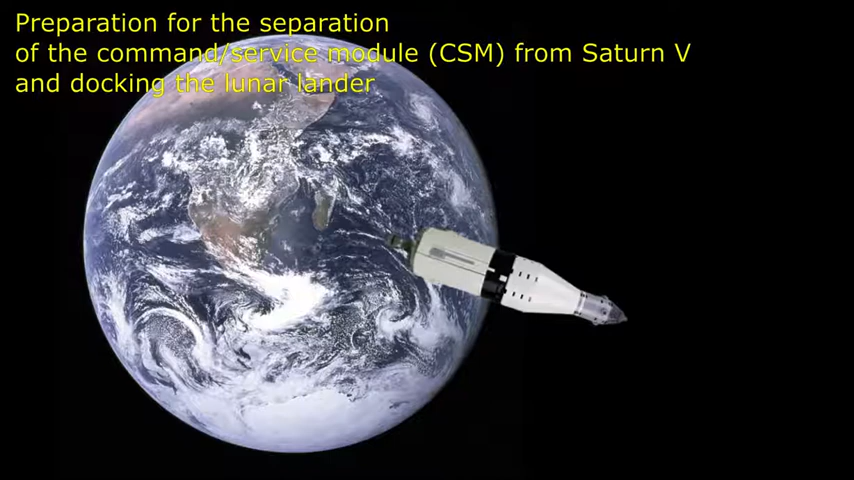 Preparation for the separation
of the command/service module (CSM) from Saturn V
and docking the lunar lander